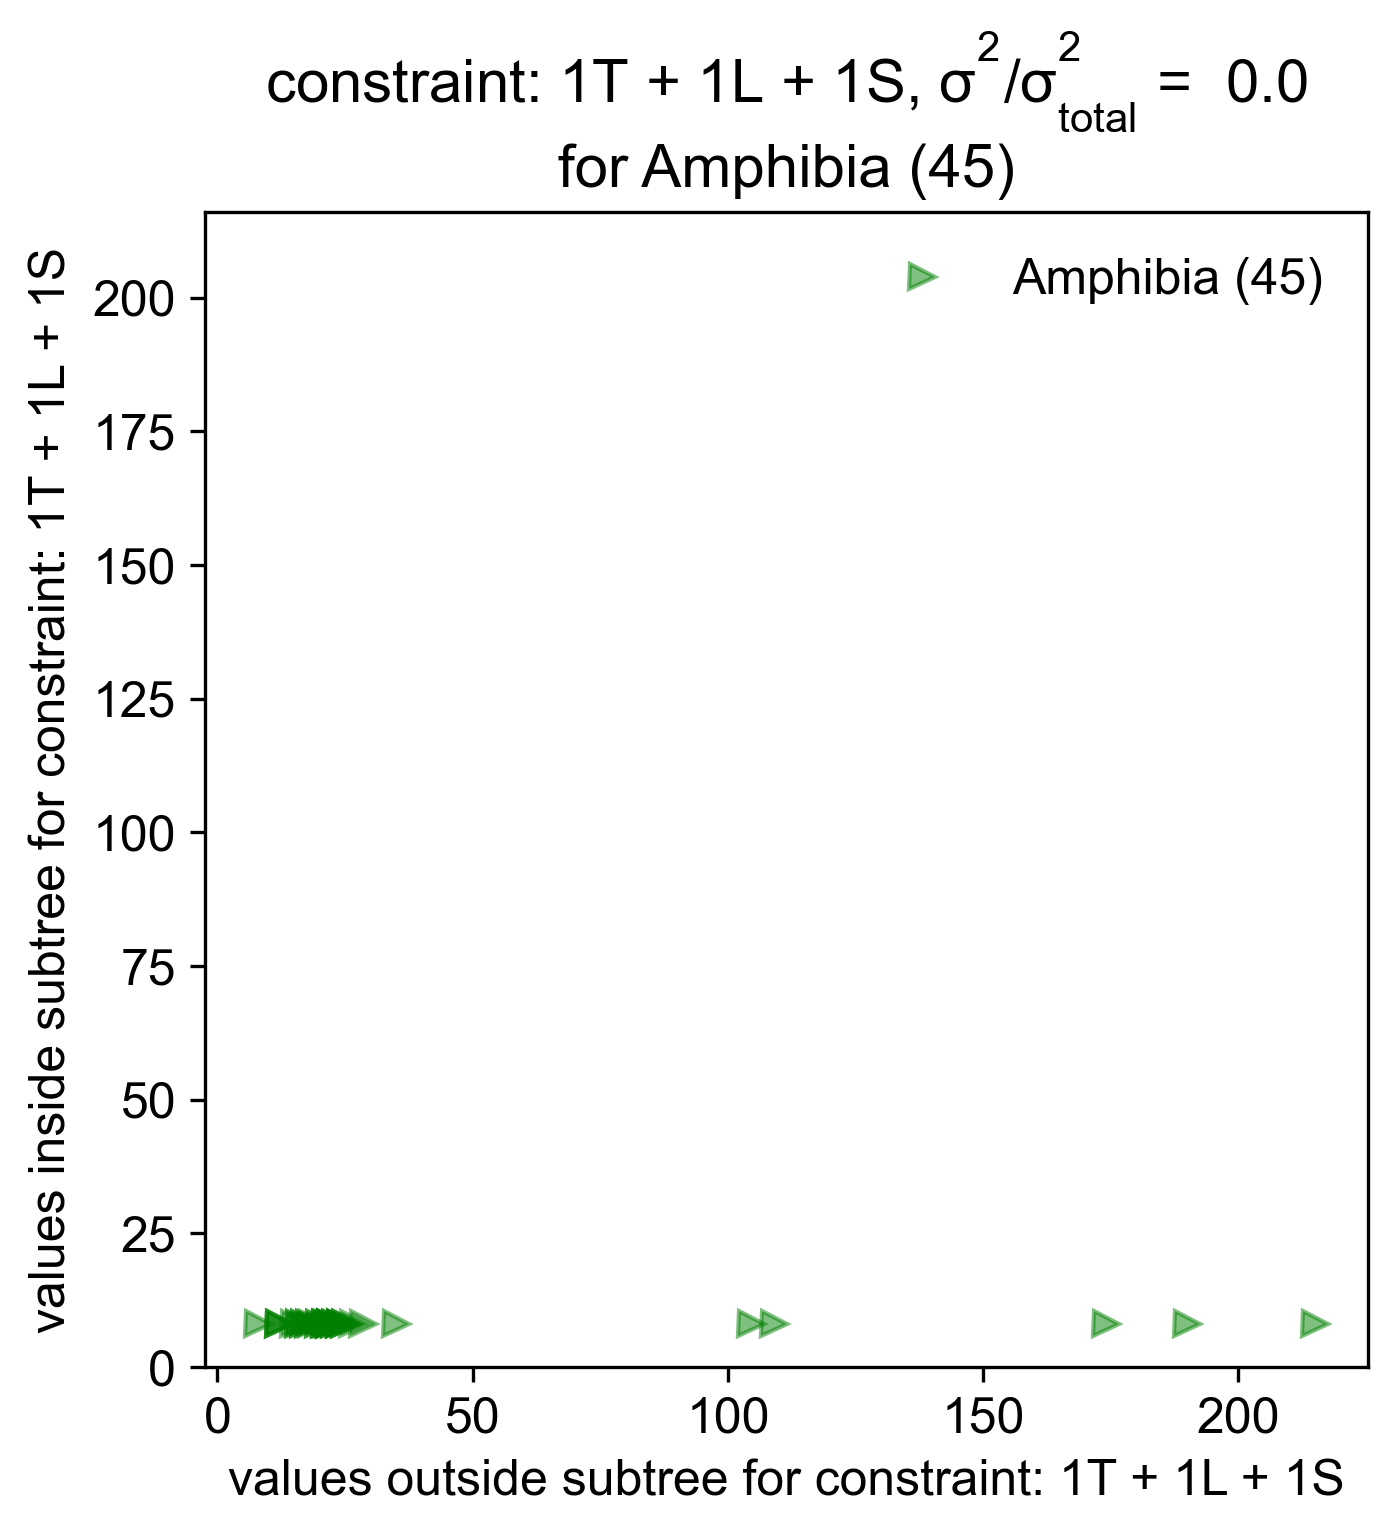 constraint: 1T + 1L + 1S, σ²/σ²total = 0.0
for Amphibia (45)
Amphibia (45)
values inside subtree for constraint: 1T + 1L + 1S
200
175
150
125
100
75
50
25
0
0 50 100 150 200
values outside subtree for constraint: 1T + 1L + 1S